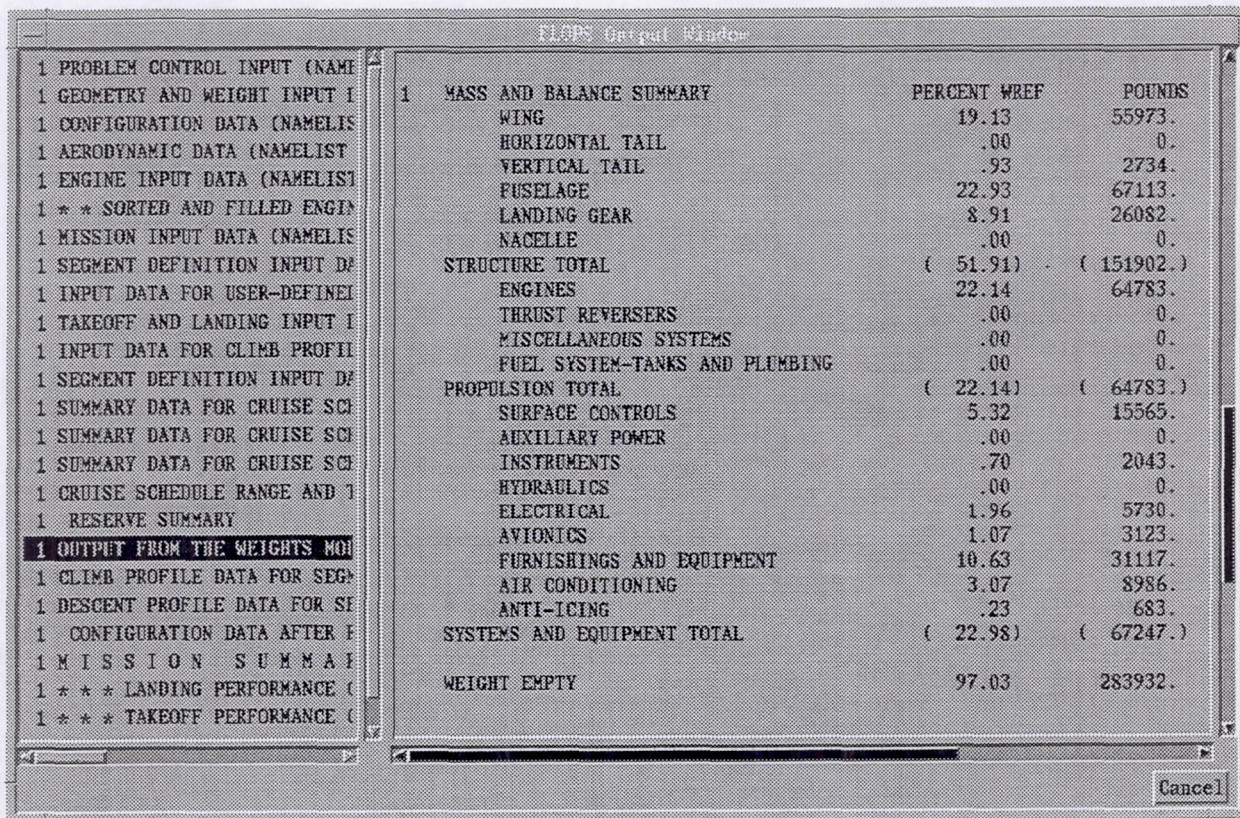 FLOPS Output Window
1 PROBLEM CONTROL INPUT (NAME
1 GEOMETRY AND WEIGHT INPUT I
1 CONFIGURATION DATA (NAMELIS
1 AERODYNAMIC DATA (NAMELIST
1 ENGINE INPUT DATA (NAMELIST
1 * * SORTED AND FILLED ENGIN
1 MISSION INPUT DATA (NAMELIS
1 SEGMENT DEFINITION INPUT DA
1 INPUT DATA FOR USER-DEFINED
1 TAKEOFF AND LANDING INPUT I
1 INPUT DATA FOR CLIMB PROFIL
1 SEGMENT DEFINITION INPUT DA
1 SUMMARY DATA FOR CRUISE SCH
1 SUMMARY DATA FOR CRUISE SCH
1 SUMMARY DATA FOR CRUISE SCH
1 CRUISE SCHEDULE RANGE AND T
1 RESERVE SUMMARY
1 OUTPUT FROM THE WEIGHTS MOD
1 CLIMB PROFILE DATA FOR SEGM
1 DESCENT PROFILE DATA FOR SE
1 CONFIGURATION DATA AFTER R
1 M I S S I O N S U M M A R
1 * * * LANDING PERFORMANCE (
1 * * * TAKEOFF PERFORMANCE (
1 MASS AND BALANCE SUMMARY PERCENT WREF POUNDS
WING 19.13 55973.
HORIZONTAL TAIL .00 0.
VERTICAL TAIL .93 2734.
FUSELAGE 22.93 67113.
LANDING GEAR 8.91 26082.
NACELLE .00 0.
STRUCTURE TOTAL ( 51.91) ( 151902.)
ENGINES 22.14 64783.
THRUST REVERSERS .00 0.
MISCELLANEOUS SYSTEMS .00 0.
FUEL SYSTEM-TANKS AND PLUMBING .00 0.
PROPULSION TOTAL ( 22.14) ( 64783.)
SURFACE CONTROLS 5.32 15565.
AUXILIARY POWER .00 0.
INSTRUMENTS .70 2043.
HYDRAULICS .00 0.
ELECTRICAL 1.96 5730.
AVIONICS 1.07 3123.
FURNISHINGS AND EQUIPMENT 10.63 31117.
AIR CONDITIONING 3.07 8986.
ANTI-ICING .23 683.
SYSTEMS AND EQUIPMENT TOTAL ( 22.98) ( 67247.)
WEIGHT EMPTY 97.03 283932.
Cancel